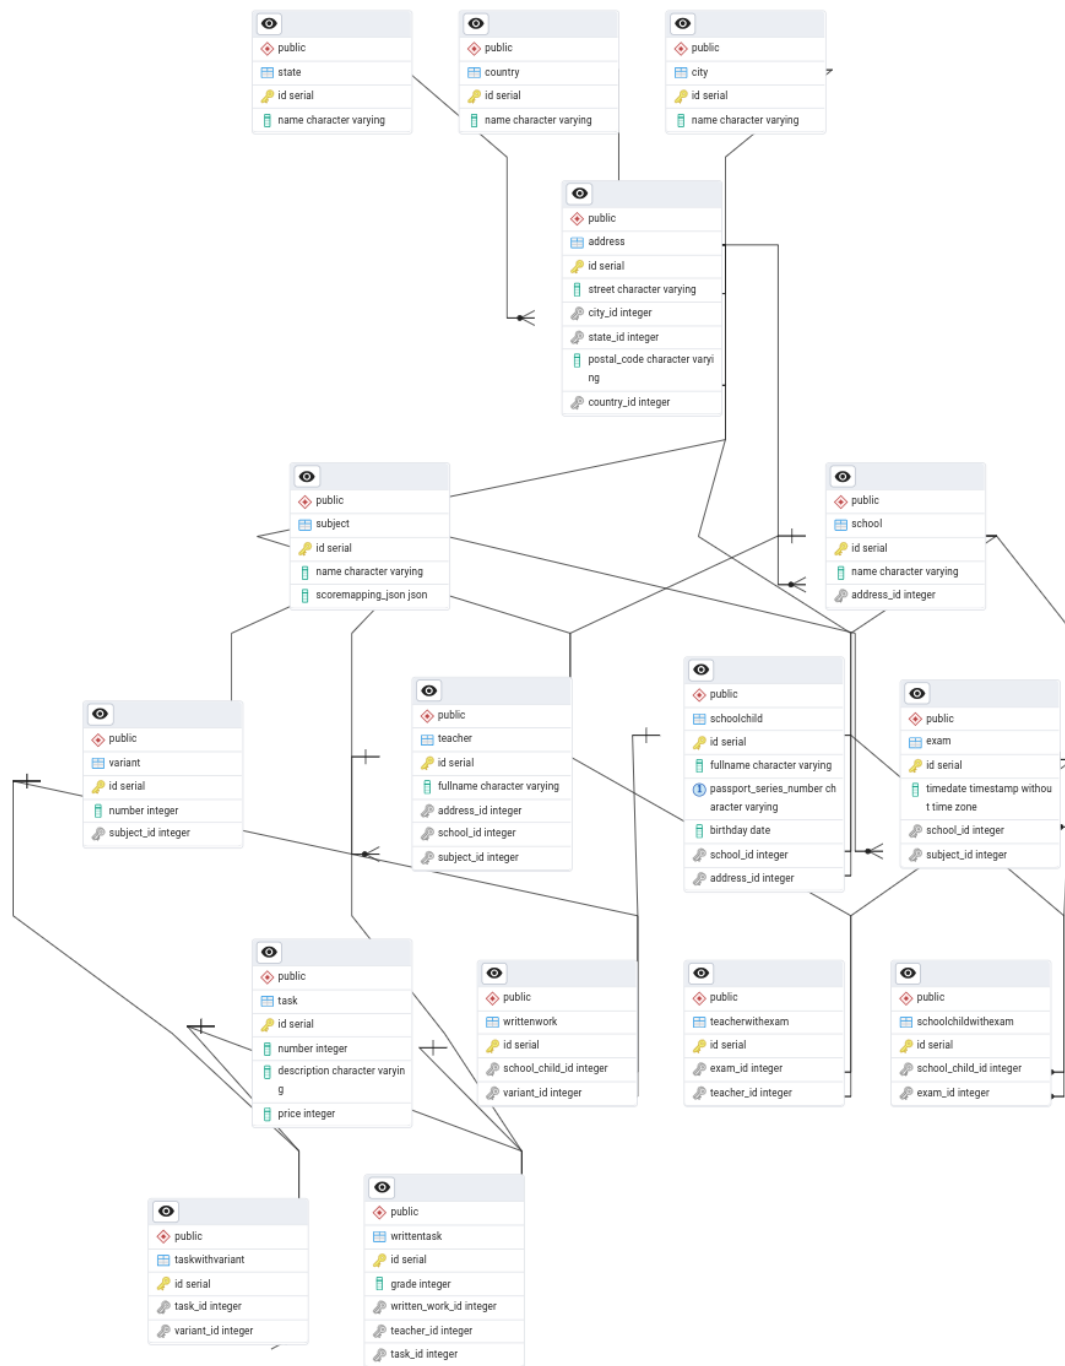 public
state
id serial
name character varying
public
country
id serial
name character varying
public
city
id serial
name character varying
public
address
id serial
street character varying
city_id integer
state_id integer
postal_code character varyi
ng
country_id integer
public
subject
id serial
name character varying
scoremapping_json json
public
school
id serial
name character varying
address_id integer
public
variant
id serial
number integer
subject_id integer
public
teacher
id serial
fullname character varying
address_id integer
school_id integer
subject_id integer
public
schoolchild
id serial
fullname character varying
passport_series_number ch
aracter varying
birthday date
school_id integer
address_id integer
public
exam
id serial
timedate timestamp withou
t time zone
school_id integer
subject_id integer
public
task
id serial
number integer
description character varyin
g
price integer
public
writtenwork
id serial
school_child_id integer
variant_id integer
public
teacherwithexam
id serial
exam_id integer
teacher_id integer
public
schoolchildwithexam
id serial
school_child_id integer
exam_id integer
public
taskwithvariant
id serial
task_id integer
variant_id integer
public
writtentask
id serial
grade integer
written_work_id integer
teacher_id integer
task_id integer